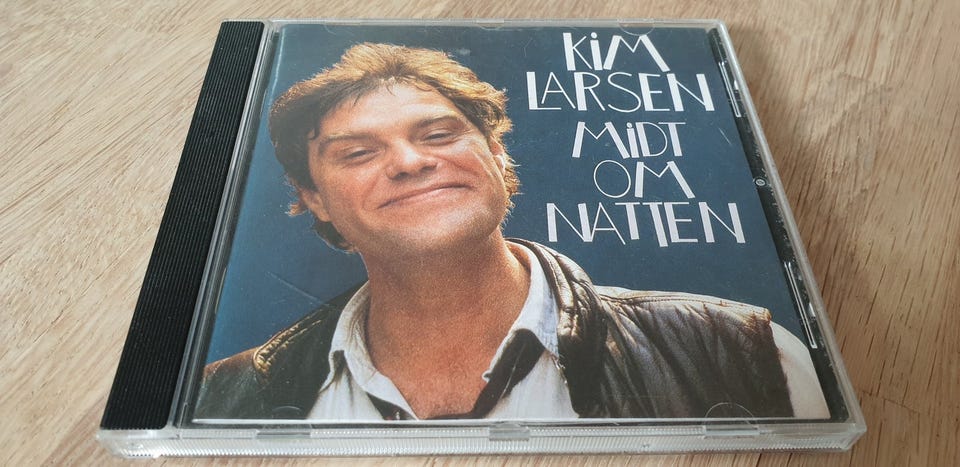 KiM
LARSEN
MiDT
OM
NATTEN